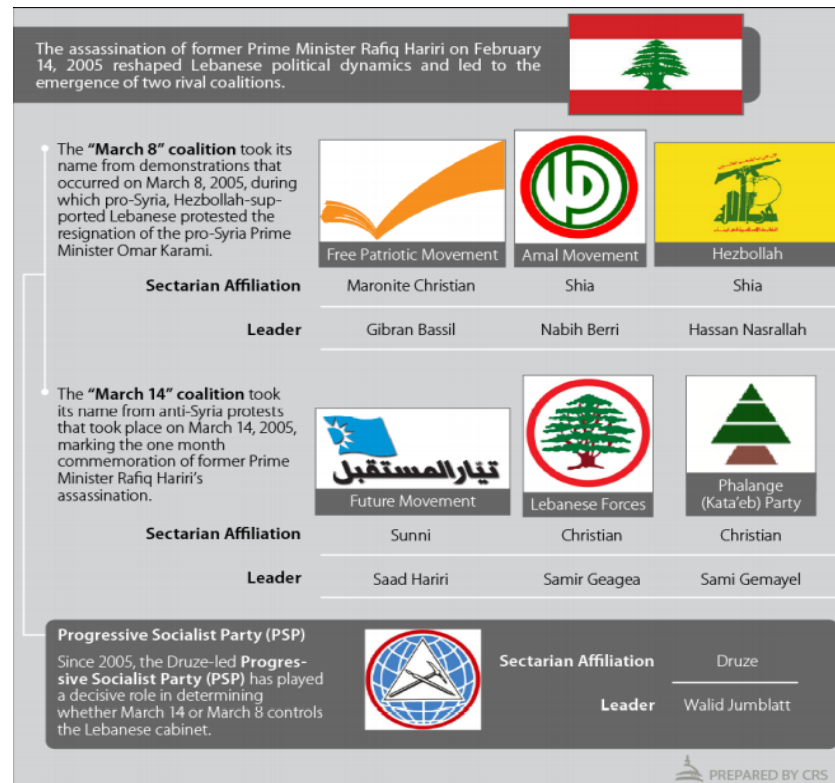 The assassination of former Prime Minister Rafiq Hariri on February
14, 2005 reshaped Lebanese political dynamics and led to the
emergence of two rival coalitions.
The “March 8” coalition took its
name from demonstrations that
occurred on March 8, 2005, during
which pro-Syria, Hezbollah-sup-
ported Lebanese protested the
resignation of the pro-Syria Prime
Minister Omar Karami.
Free Patriotic Movement
Amal Movement
Hezbollah
Sectarian Affiliation
Maronite Christian
Shia
Shia
Leader
Gibran Bassil
Nabih Berri
Hassan Nasrallah
The “March 14” coalition took
its name from anti-Syria protests
that took place on March 14, 2005,
marking the one month
commemoration of former Prime
Minister Rafiq Hariri’s
assassination.
تيّار المستقبل
Future Movement
Lebanese Forces
Phalange
(Kata’eb) Party
Sectarian Affiliation
Sunni
Christian
Christian
Leader
Saad Hariri
Samir Geagea
Sami Gemayel
Progressive Socialist Party (PSP)
Since 2005, the Druze-led Progres-
sive Socialist Party (PSP) has played
a decisive role in determining
whether March 14 or March 8 controls
the Lebanese cabinet.
Sectarian Affiliation
Druze
Leader
Walid Jumblatt
PREPARED BY CRS